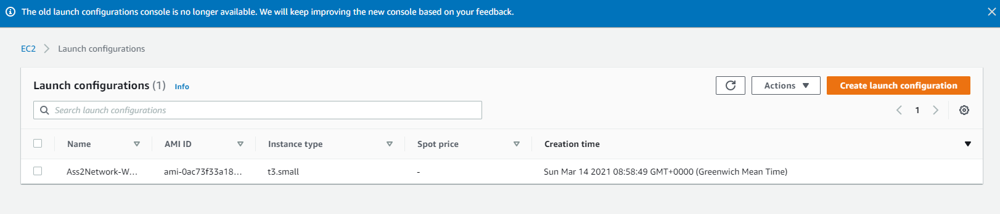 The old launch configurations console is no longer available. We will keep improving the new console based on your feedback.
EC2 Launch configurations
Launch configurations (1) Info
Actions Create launch configuration
Search launch configurations
1
Name AMI ID Instance type Spot price Creation time
Ass2Network-W... ami-0ac73f33a18... t3.small - Sun Mar 14 2021 08:58:49 GMT+0000 (Greenwich Mean Time)